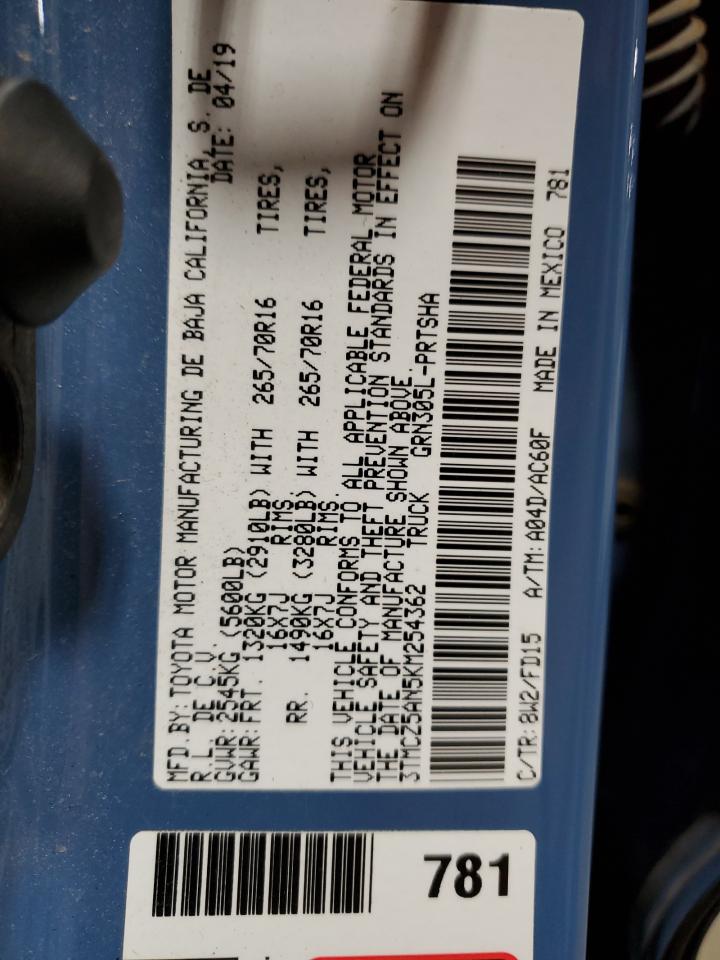 MFD.BY: TOYOTA MOTOR MANUFACTURING DE BAJA CALIFORNIA, S. DE
R.L. DE C.V. DATE: 04/19
GVWR: 2545KG (5600LB)
GAWR: FRT. 1320KG (2910LB) WITH 265/70R16 TIRES,
16X7J RIMS.
RR. 1490KG (3280LB) WITH 265/70R16 TIRES,
16X7J RIMS.
THIS VEHICLE CONFORMS TO ALL APPLICABLE FEDERAL MOTOR
VEHICLE SAFETY AND THEFT PREVENTION STANDARDS IN EFFECT ON
THE DATE OF MANUFACTURE SHOWN ABOVE.
3TMCZ5AN5KM254362 TRUCK GRN305L-PRTSHA
C/TR: 8W2/FD15 A/TM: A04D/AC60F MADE IN MEXICO 781
781